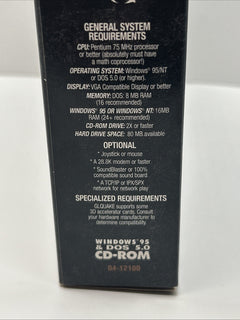 GENERAL SYSTEM
REQUIREMENTS
CPU: Pentium 75 MHz processor
or better (absolutely must have
a math coprocessor!)
OPERATING SYSTEM: Windows® 95/NT
or DOS 5.0 (or higher).
DISPLAY: VGA Compatible Display or better
MEMORY: DOS: 8 MB RAM
(16 recommended)
WINDOWS® 95 OR WINDOWS® NT: 16MB
RAM (24+ recommended)
CD-ROM DRIVE: 2X or faster
HARD DRIVE SPACE: 80 MB available
OPTIONAL
* Joystick or mouse
* A 28.8K modem or faster
* SoundBlaster or 100%
compatible sound board
* A TCP/IP or IPX/SPX
network for network play
SPECIALIZED REQUIREMENTS
GLQUAKE supports some
3D accelerator cards. Consult
your hardware manufacturer to
determine compatibility.
WINDOWS® 95
& DOS 5.0
CD-ROM
04-12100